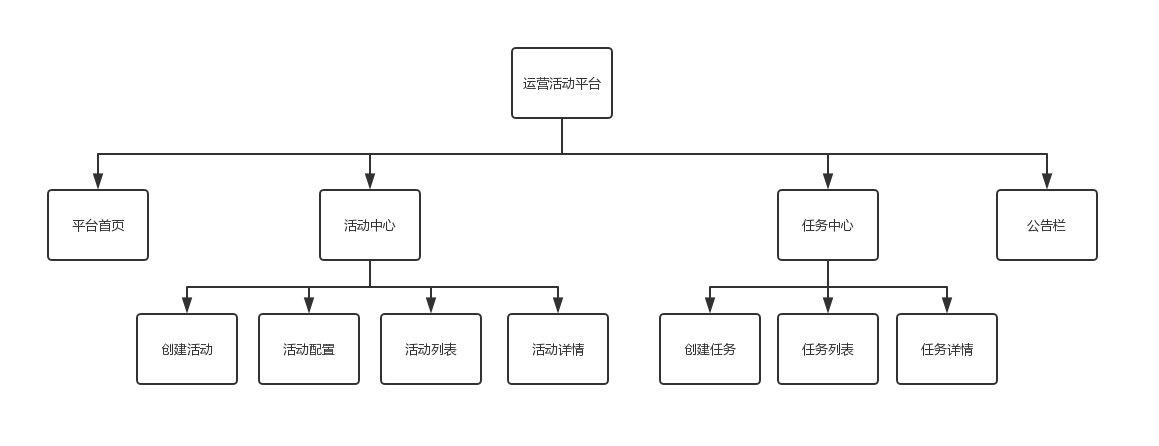 运营活动平台
平台首页
活动中心
任务中心
公告栏
创建活动
活动配置
活动列表
活动详情
创建任务
任务列表
任务详情